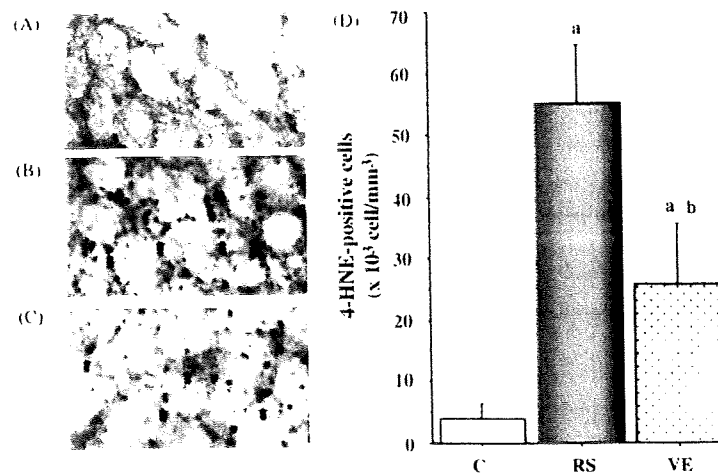 (A)
(B)
(C)
(D)
4-HNE-positive cells
(x 10³ cell/mm³)
70
60
50
40
30
20
10
0
a
a b
C
RS
VE